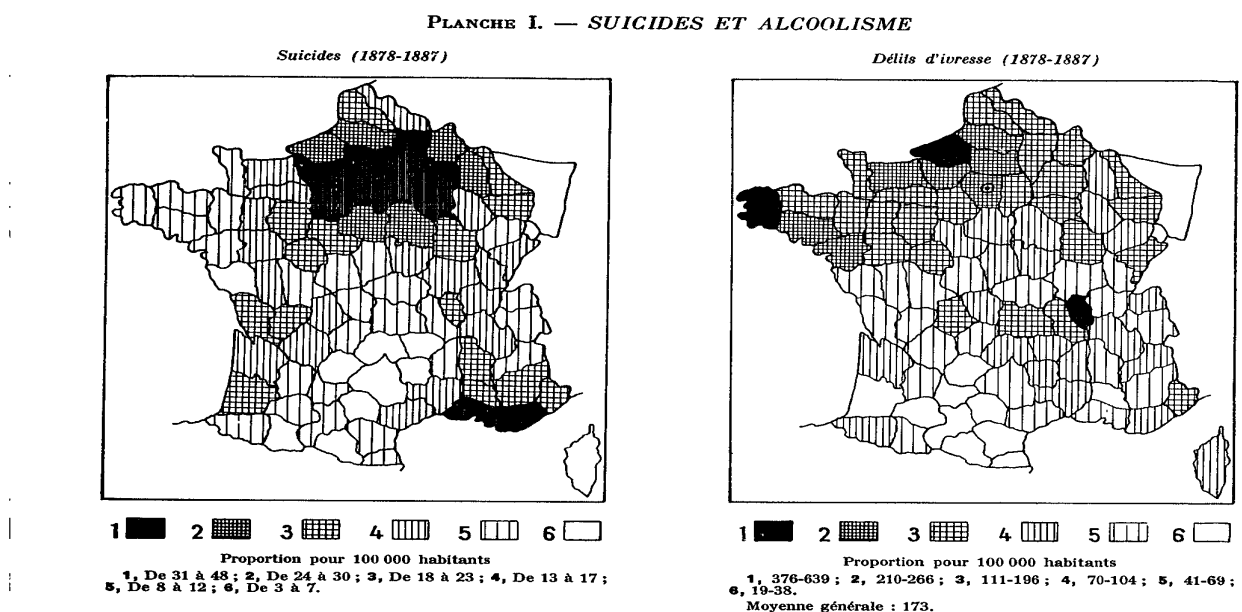 PLANCHE I. — SUICIDES ET ALCOOLISME
Suicides (1878-1887)
Délits d'ivresse (1878-1887)
1 2 3 4 5 6
Proportion pour 100 000 habitants
1, De 31 à 48 ; 2, De 24 à 30 ; 3, De 18 à 23 ; 4, De 13 à 17 ;
5, De 8 à 12 ; 6, De 3 à 7.
1 2 3 4 5 6
Proportion pour 100 000 habitants
1, 376-639 ; 2, 210-266 ; 3, 111-196 ; 4, 70-104 ; 5, 41-69 ;
6, 19-38.
Moyenne générale : 173.